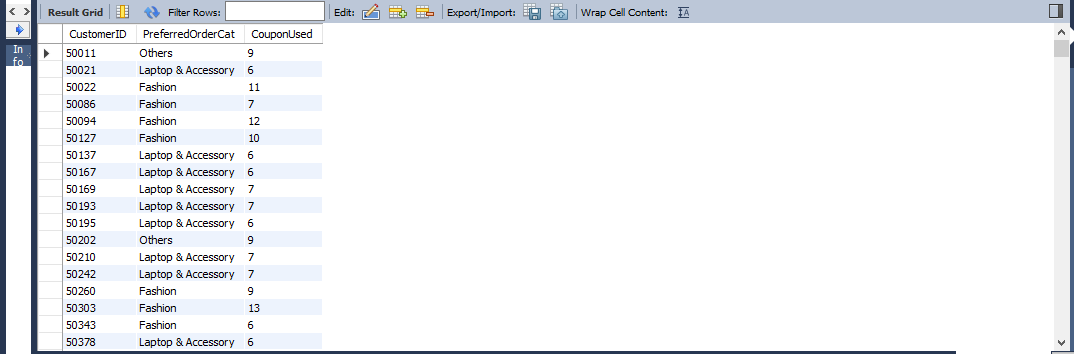 Result Grid Filter Rows: Edit: Export/Import: Wrap Cell Content:
In
fo
CustomerID PreferredOrderCat CouponUsed
50011 Others 9
50021 Laptop & Accessory 6
50022 Fashion 11
50086 Fashion 7
50094 Fashion 12
50127 Fashion 10
50137 Laptop & Accessory 6
50167 Laptop & Accessory 6
50169 Laptop & Accessory 7
50193 Laptop & Accessory 7
50195 Laptop & Accessory 6
50202 Others 9
50210 Laptop & Accessory 7
50242 Laptop & Accessory 7
50260 Fashion 9
50303 Fashion 13
50343 Fashion 6
50378 Laptop & Accessory 6